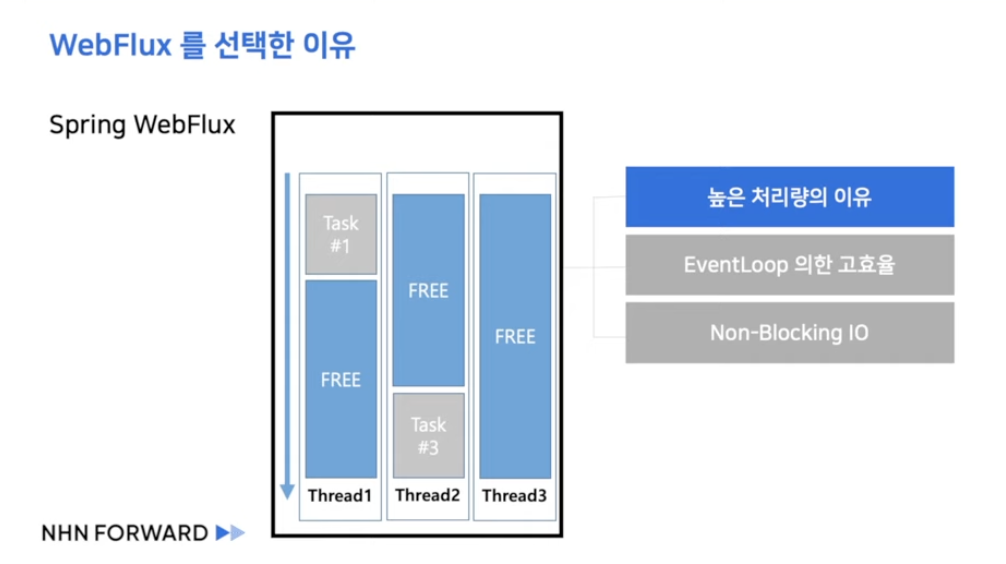 WebFlux 를 선택한 이유
Spring WebFlux
Task
#1
FREE
FREE
Task
#3
FREE
Thread1
Thread2
Thread3
높은 처리량의 이유
EventLoop 의한 고효율
Non-Blocking IO
NHN FORWARD